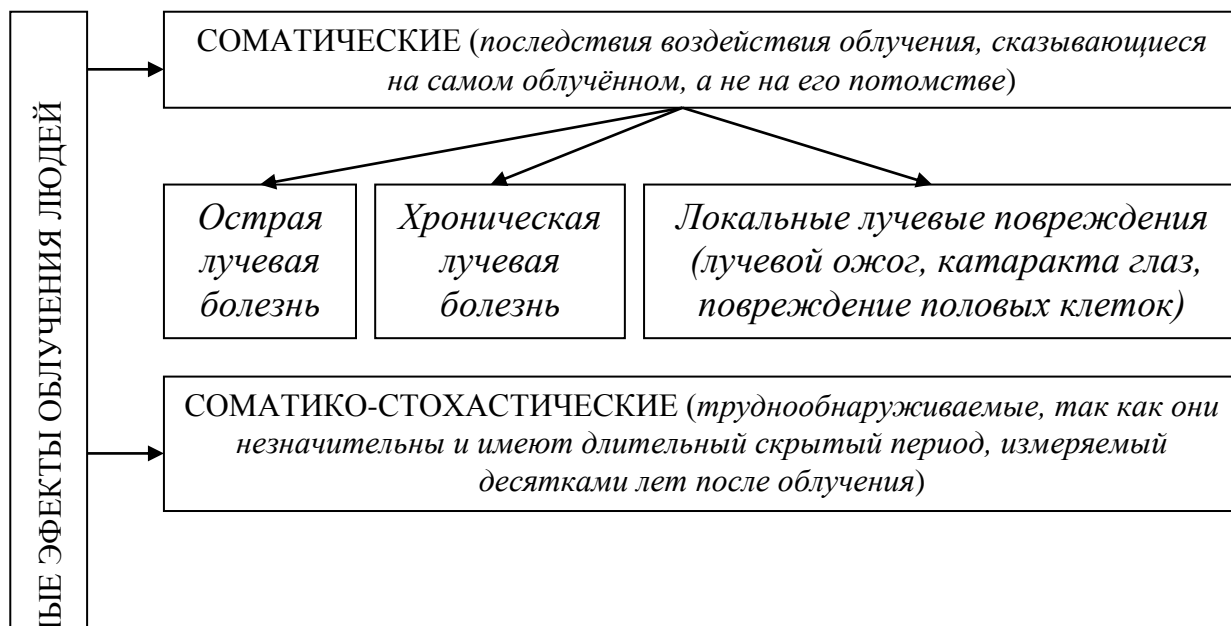 СОМАТИЧЕСКИЕ (последствия воздействия облучения, сказывающиеся
на самом облучённом, а не на его потомстве)
Острая
лучевая
болезнь
Хроническая
лучевая
болезнь
Локальные лучевые повреждения
(лучевой ожог, катаракта глаз,
повреждение половых клеток)
СОМАТИКО-СТОХАСТИЧЕСКИЕ (труднообнаруживаемые, так как они
незначительны и имеют длительный скрытый период, измеряемый
десятками лет после облучения)
ЭФЕКТЫ ОБЛУЧЕНИЯ ЛЮДЕЙ